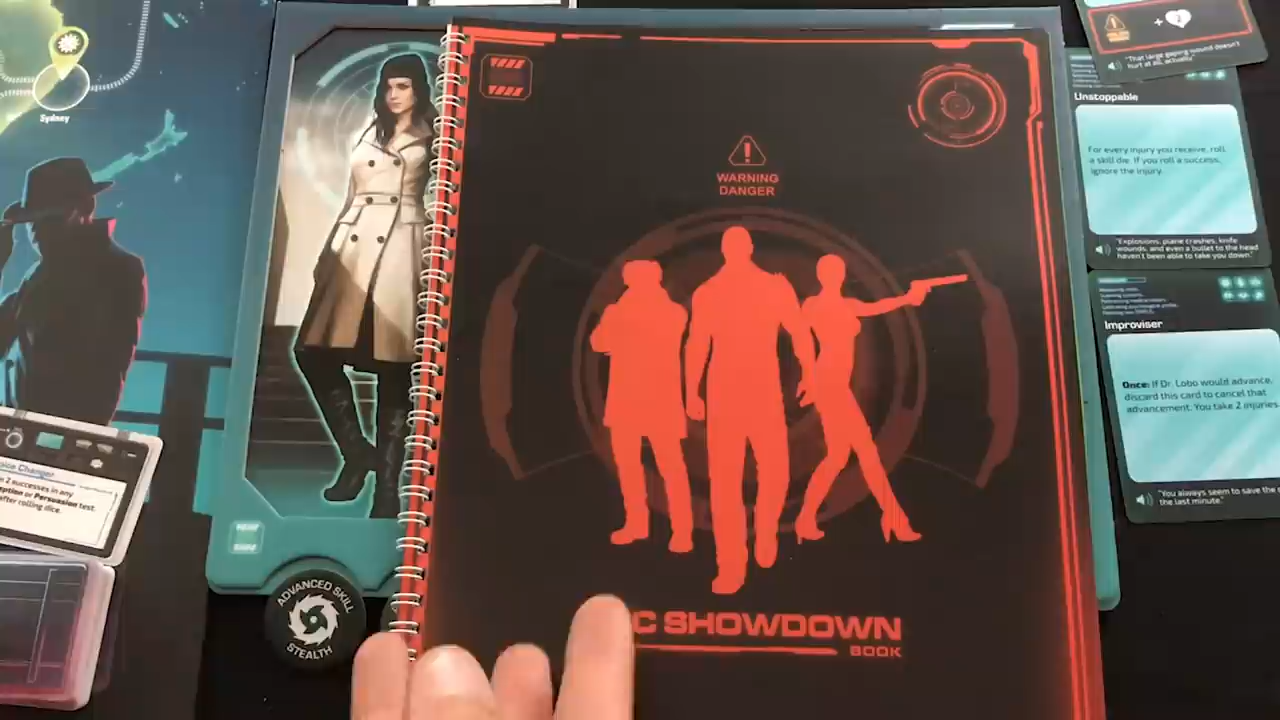 Sydney
WARNING
DANGER
C SHOWDOWN
BOOK
ADVANCED SKILL
STEALTH
Voice Changer
2 successes in any
or Persuasion test
after rolling dice.
"That large gaping wound doesn't
hurt at all, actually."
Unstoppable
For every injury you receive, roll
a skill die. If you roll a success,
ignore the injury.
"Explosions, plane crashes, knife
wounds, and even a bullet to the head
haven't been able to take you down."
Improviser
Once: If Dr. Lobo would advance,
discard this card to cancel that
advancement. You take 2 injuries
"You always seem to save the
the last minute."